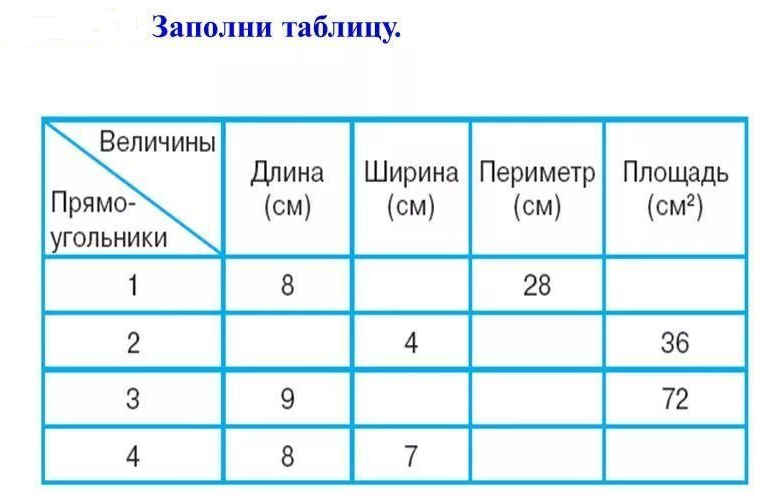 Заполни таблицу.
Величины
Прямо-
угольники
Длина
(см)
Ширина
(см)
Периметр
(см)
Площадь
(см²)
1 8 28
2 4 36
3 9 72
4 8 7